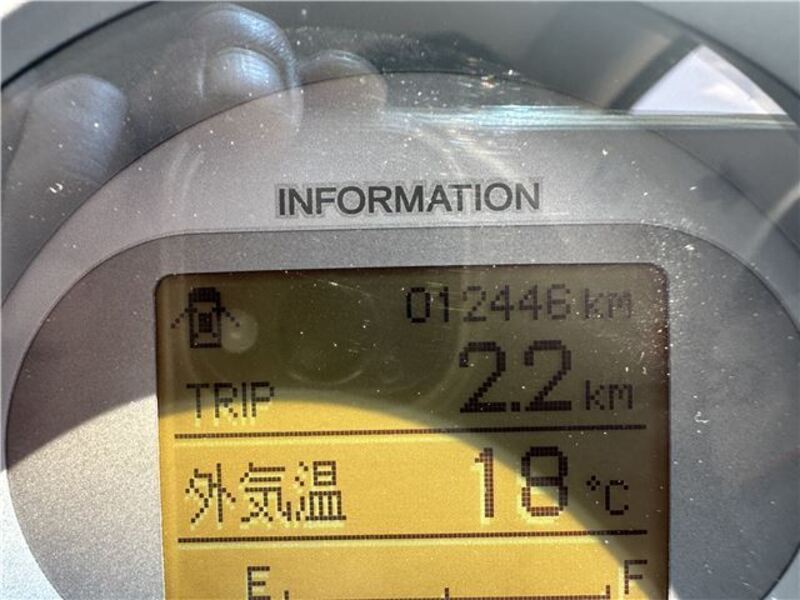 INFORMATION
012446 km
TRIP 2.2 km
外気温 18 °C
E F